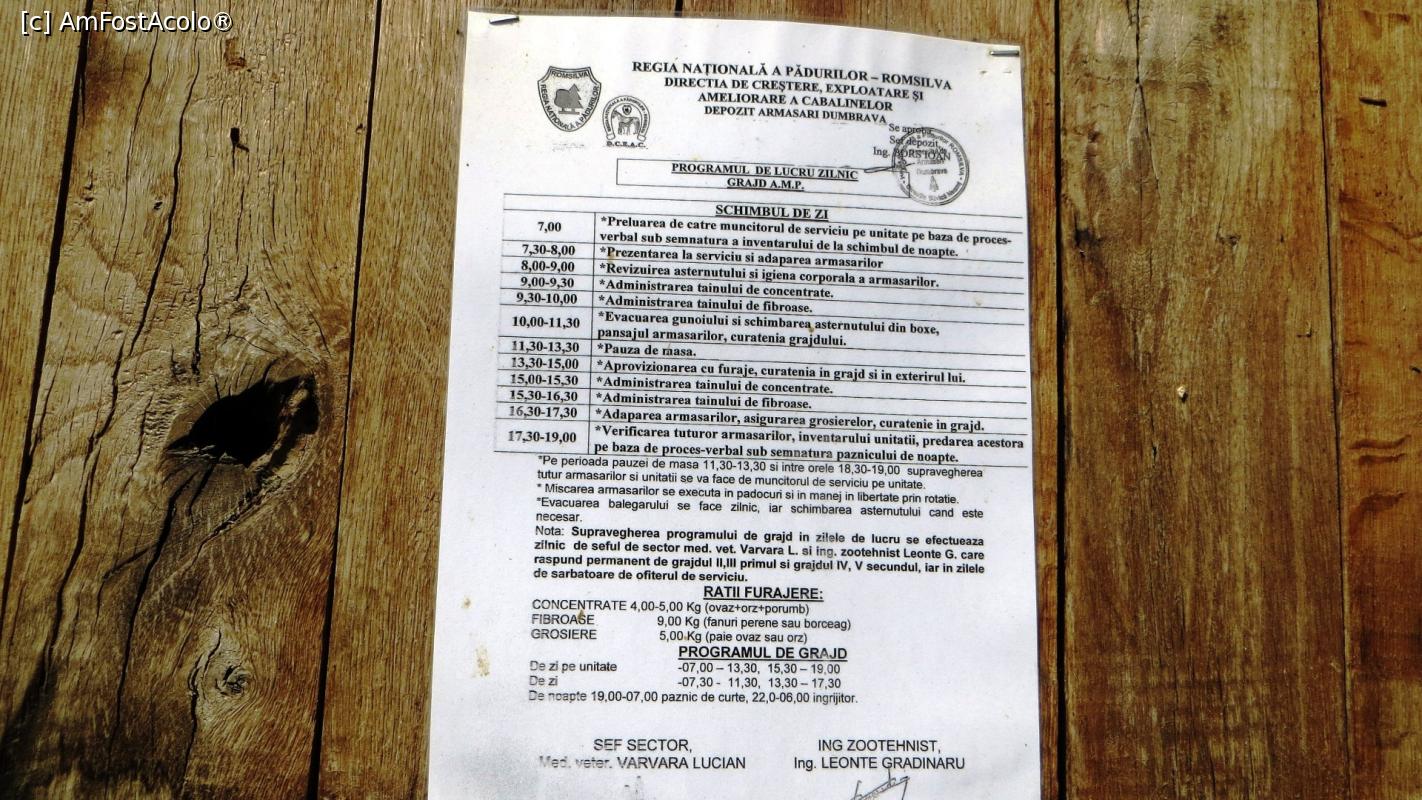 [c] AmFostAcolo®
REGIA NAȚIONALĂ A PĂDURILOR – ROMSILVA
DIRECTIA DE CREȘTERE, EXPLOATARE ȘI
AMELIORARE A CABALINELOR
DEPOZIT ARMASARI DUMBRAVA
ROMSILVA
REGIA NATIONALA A PADURILOR
D.C.E.A.C.
Se aproba
Sef depozit
Ing. BORS IOAN
PROGRAMUL DE LUCRU ZILNIC
GRAJD A.M.P.
SCHIMBUL DE ZI
7,00 *Preluarea de catre muncitorul de serviciu pe unitate pe baza de proces-
verbal sub semnatura a inventarului de la schimbul de noapte.
7,30-8,00 *Prezentarea la serviciu si adaparea armasarilor
8,00-9,00 *Revizuirea asternutului si igiena corporala a armasarilor.
9,00-9,30 *Administrarea tainului de concentrate.
9,30-10,00 *Administrarea tainului de fibroase.
10,00-11,30 *Evacuarea gunoiului si schimbarea asternutului din boxe,
pansajul armasarilor, curatenia grajdului.
11,30-13,30 *Pauza de masa.
13,30-15,00 *Aprovizionarea cu furaje, curatenia in grajd si in exterirul lui.
15,00-15,30 *Administrarea tainului de concentrate.
15,30-16,30 *Administrarea tainului de fibroase.
16,30-17,30 *Adaparea armasarilor, asigurarea grosierelor, curatenie in grajd.
17,30-19,00 *Verificarea tuturor armasarilor, inventarului unitatii, predarea acestora
pe baza de proces-verbal sub semnatura paznicului de noapte.
*Pe perioada pauzei de masa 11,30-13,30 si intre orele 18,30-19,00 supravegherea
tutur armasarilor si unitatii se va face de muncitorul de serviciu pe unitate.
* Miscarea armasarilor se executa in padocuri si in manej in libertate prin rotatie.
*Evacuarea balegarului se face zilnic, iar schimbarea asternutului cand este
necesar.
Nota: Supravegherea programului de grajd in zilele de lucru se efectueaza
zilnic de seful de sector med. vet. Varvara L. si ing. zootehnist Leonte G. care
raspund permanent de grajdul II,III primul si grajdul IV, V secundul, iar in zilele
de sarbatoare de ofiterul de serviciu.
RATII FURAJERE:
CONCENTRATE 4,00-5,00 Kg (ovaz+orz+porumb)
FIBROASE 9,00 Kg (fanuri perene sau borceag)
GROSIERE 5,00 Kg (paie ovaz sau orz)
PROGRAMUL DE GRAJD
De zi pe unitate -07,00 – 13,30, 15,30 – 19,00
De zi -07,30 - 11,30, 13,30 – 17,30
De noapte 19,00-07,00 paznic de curte, 22,0-06,00 ingrijitor.
SEF SECTOR, ING ZOOTEHNIST,
Med. veter. VARVARA LUCIAN Ing. LEONTE GRADINARU